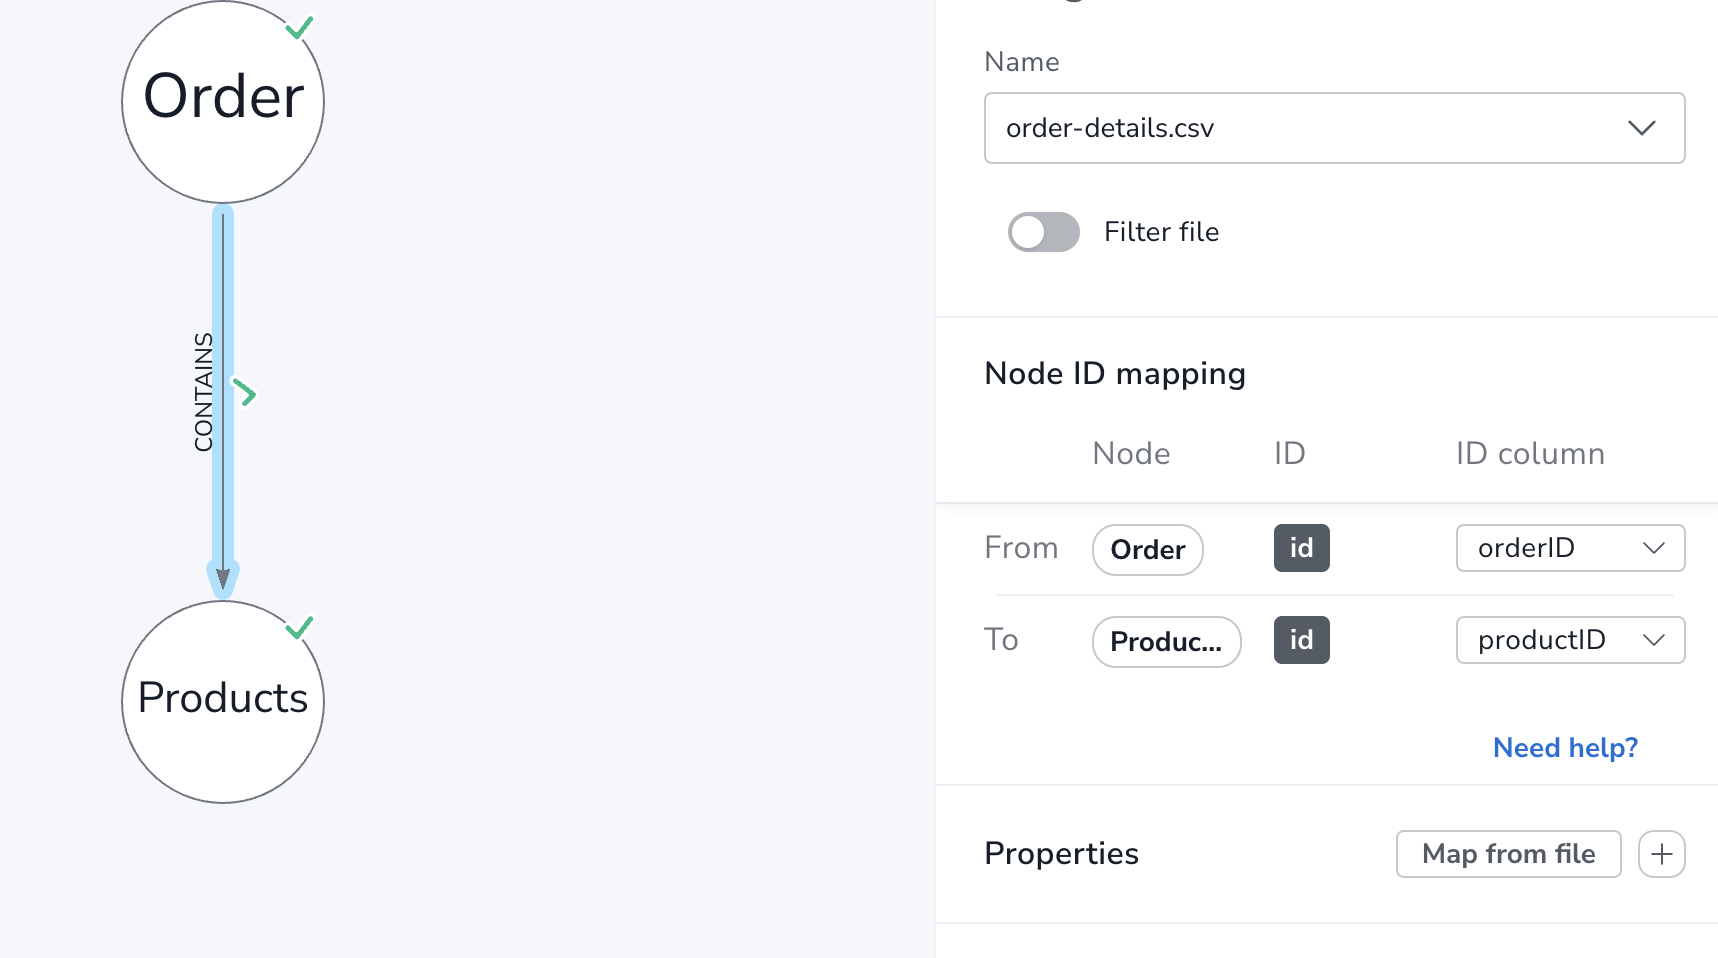 Order
CONTAINS
Products
Name
order-details.csv
Filter file
Node ID mapping
Node ID ID column
From Order id orderID
To Produc... id productID
Need help?
Properties Map from file